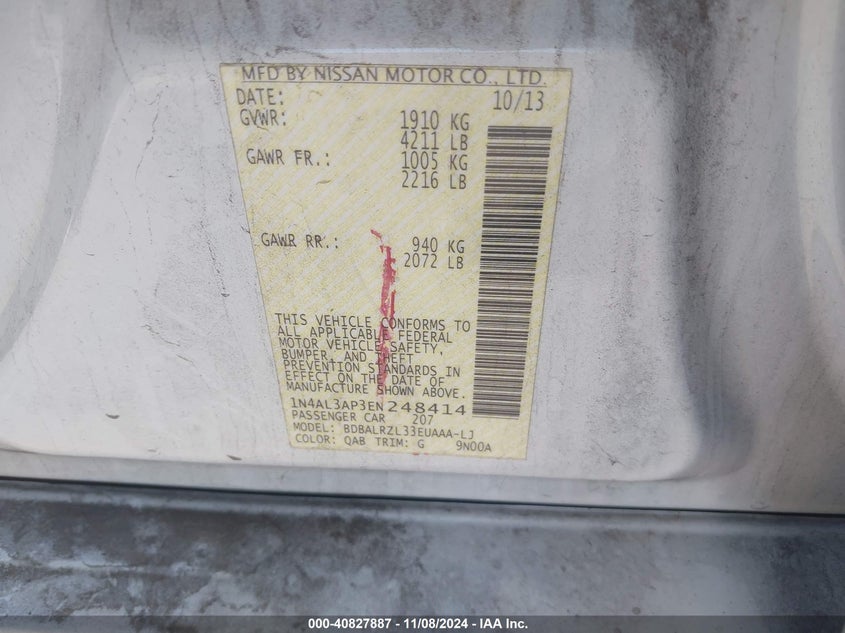 MFD BY NISSAN MOTOR CO., LTD.
DATE: 10/13
GVWR: 1910 KG
4211 LB
GAWR FR.: 1005 KG
2216 LB
GAWR RR.: 940 KG
2072 LB
THIS VEHICLE CONFORMS TO
ALL APPLICABLE FEDERAL
MOTOR VEHICLE SAFETY,
BUMPER, AND THEFT
PREVENTION STANDARDS IN
EFFECT ON THE DATE OF
MANUFACTURE SHOWN ABOVE.
1N4AL3AP3EN248414
PASSENGER CAR 207
MODEL: BDBALRZL33EUAAA-LJ
COLOR: QAB TRIM: G 9N00A
000-40827887 - 11/08/2024 - IAA Inc.